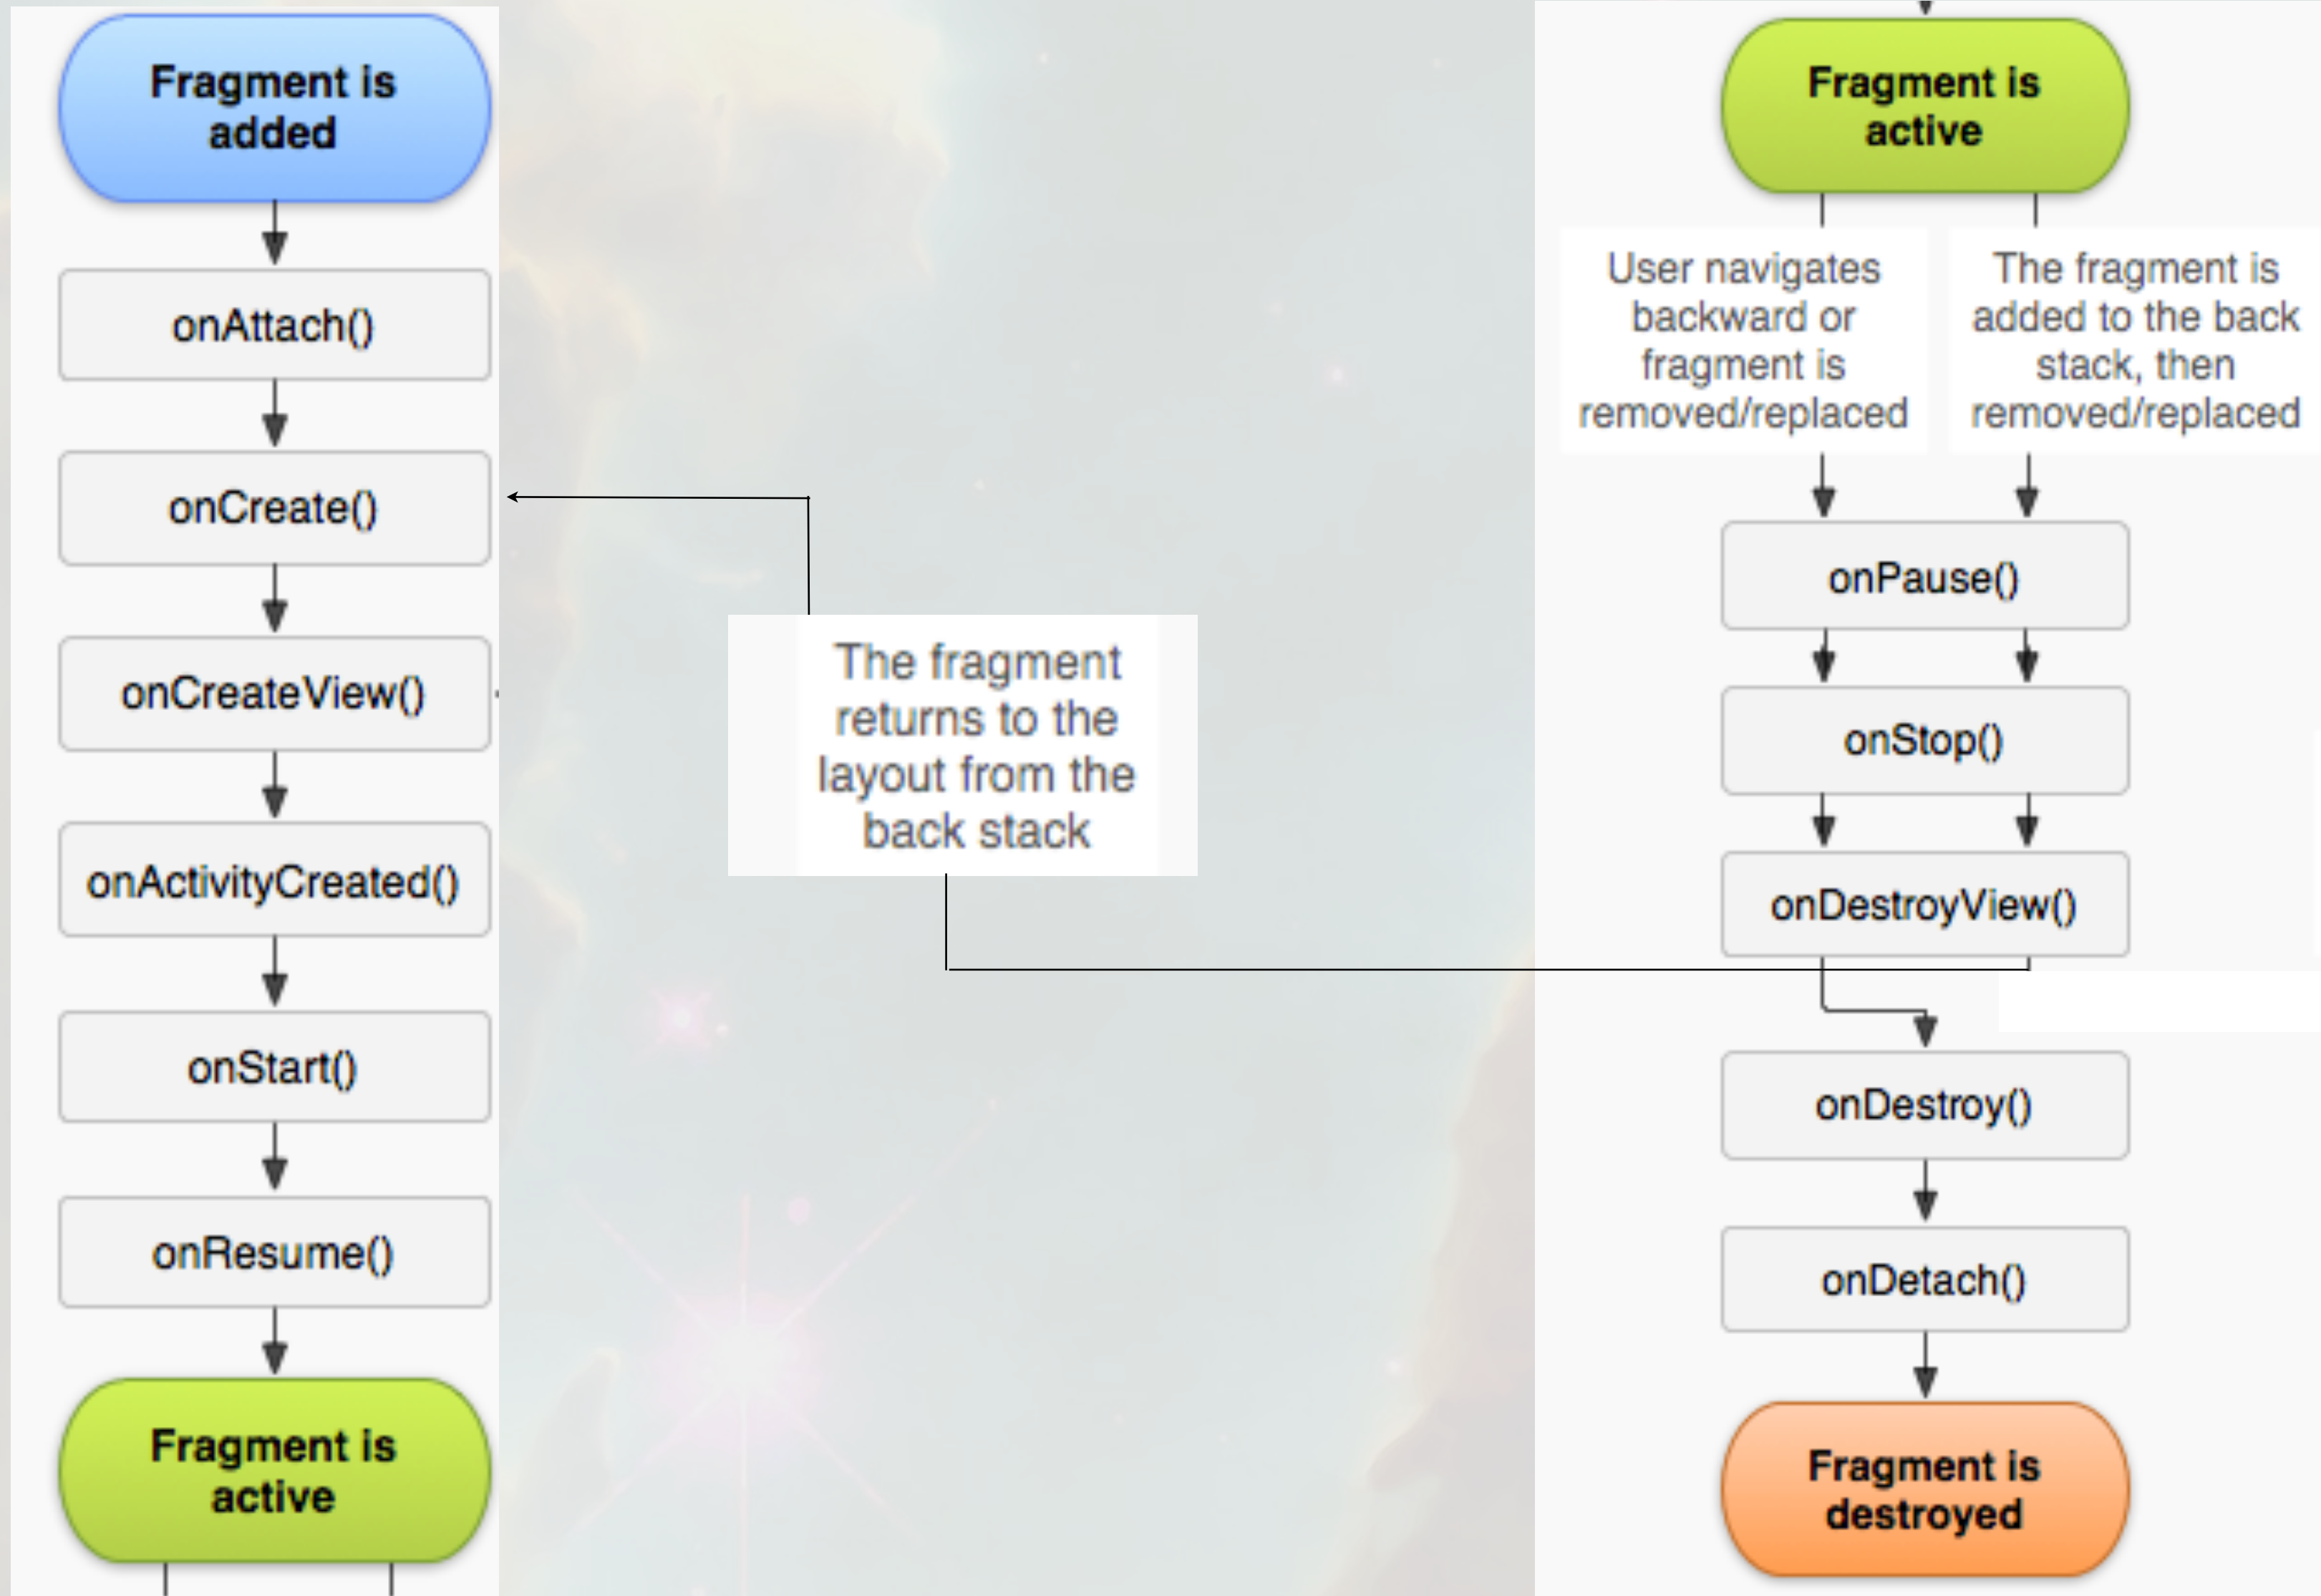 Fragment is
added
onAttach()
onCreate()
onCreateView()
onActivityCreated()
onStart()
onResume()
Fragment is
active
The fragment
returns to the
layout from the
back stack
Fragment is
active
User navigates
backward or
fragment is
removed/replaced
The fragment is
added to the back
stack, then
removed/replaced
onPause()
onStop()
onDestroyView()
onDestroy()
onDetach()
Fragment is
destroyed